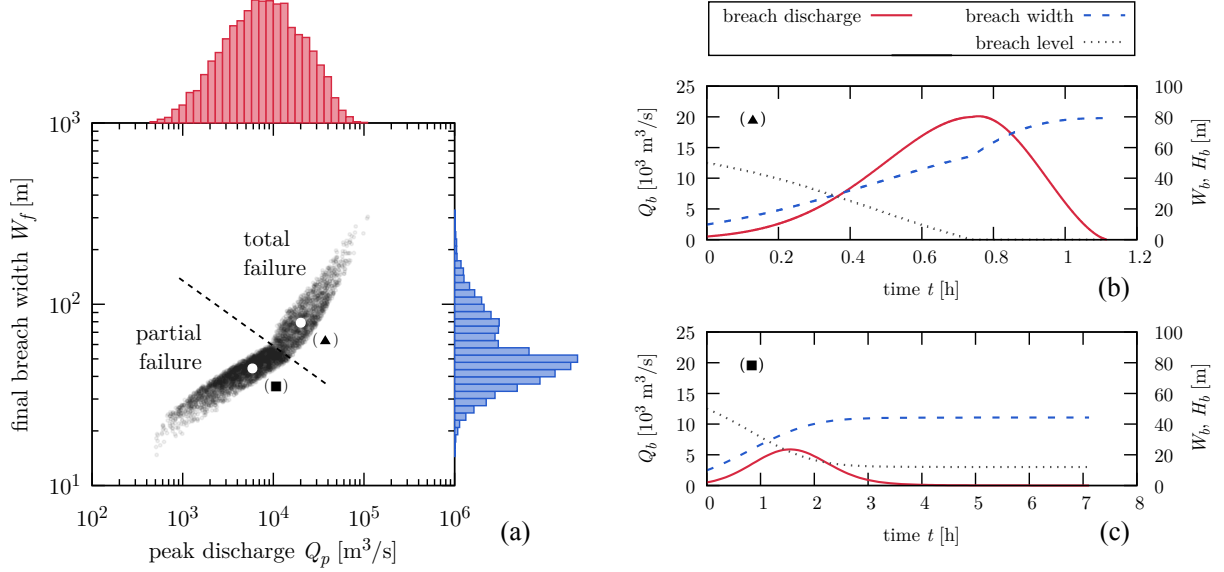 10³
10²
10¹
final breach width W_f [m]
total
failure
partial
failure
(▲)
(■)
10² 10³ 10⁴ 10⁵ 10⁶
peak discharge Q_p [m³/s]
(a)
breach discharge
breach width
breach level
25
20
15
10
5
0
Q_b [10³ m³/s]
(▲)
100
80
60
40
20
0
W_b, H_b [m]
0 0.2 0.4 0.6 0.8 1 1.2
time t [h]
(b)
25
20
15
10
5
0
Q_b [10³ m³/s]
(■)
100
80
60
40
20
0
W_b, H_b [m]
0 1 2 3 4 5 6 7 8
time t [h]
(c)